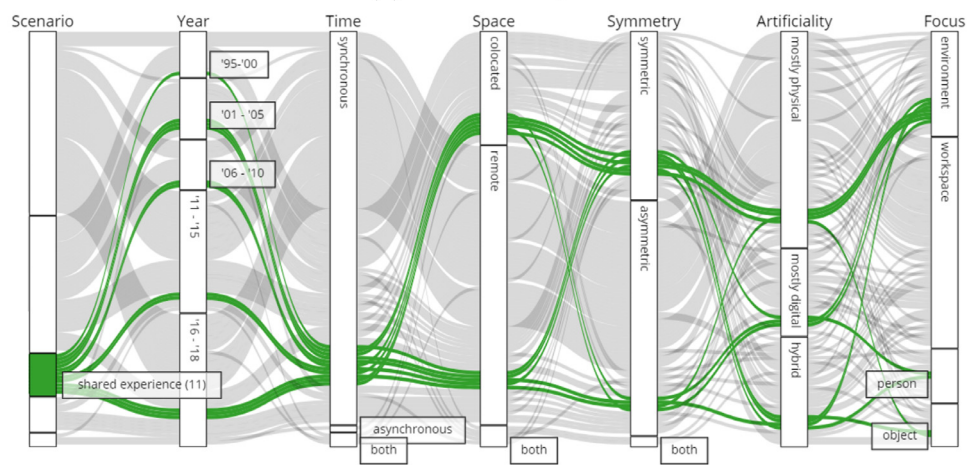 Scenario Year Time Space Symmetry Artificiality Focus
'95-'00
'01 - '05
'06 - '10
'11 - '15
'16 - '18
shared experience (11)
synchronous
asynchronous
both
colocated
remote
both
symmetric
asymmetric
both
mostly physical
mostly digital
hybrid
environment
workspace
person
object